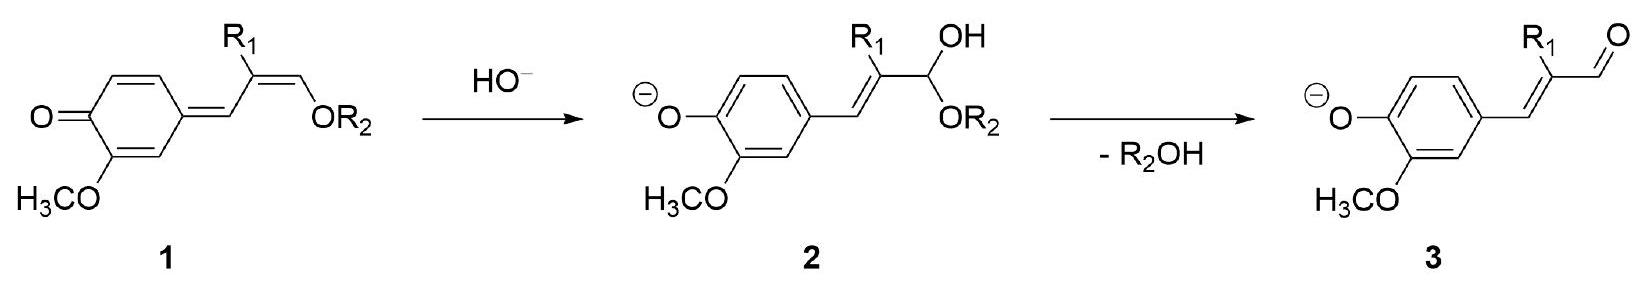 R₁
O
OR₂
H₃CO
1
HO⁻
R₁
OH
⊖
O
OR₂
H₃CO
2
- R₂OH
R₁
O
⊖
O
H₃CO
3